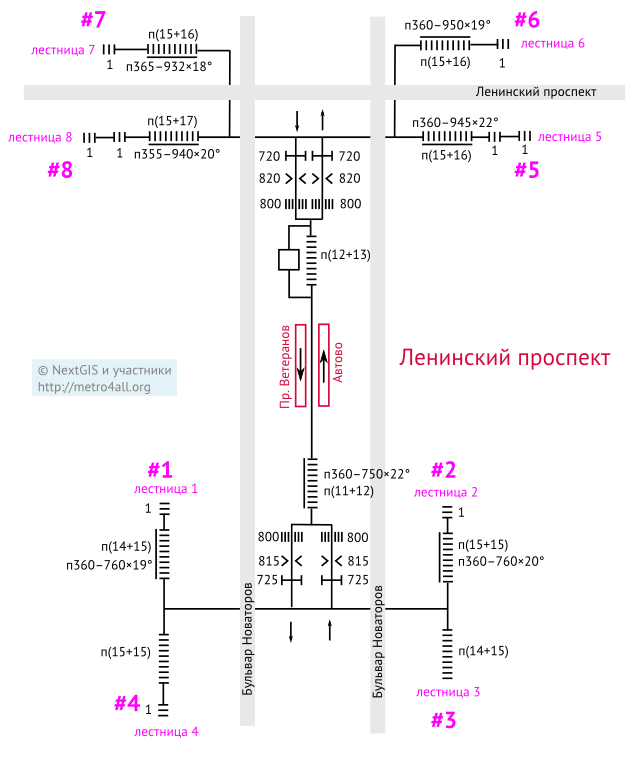 #7
п(15+16)
лестница 7
1
п365–932×18°
#6
п360–950×19°
лестница 6
п(15+16)
1
Ленинский проспект
п(15+17)
лестница 8
1
1
п355–940×20°
#8
п360–945×22°
лестница 5
п(15+16)
1
1
#5
720
720
820
820
800
800
п(12+13)
Пр. Ветеранов
Автово
Ленинский проспект
© NextGIS и участники
http://metro4all.org
п360–750×22°
п(11+12)
#1
лестница 1
1
п(14+15)
п360–760×19°
#2
лестница 2
1
п(15+15)
п360–760×20°
800
800
815
815
725
725
Бульвар Новаторов
Бульвар Новаторов
п(15+15)
#4
1
лестница 4
п(14+15)
лестница 3
#3